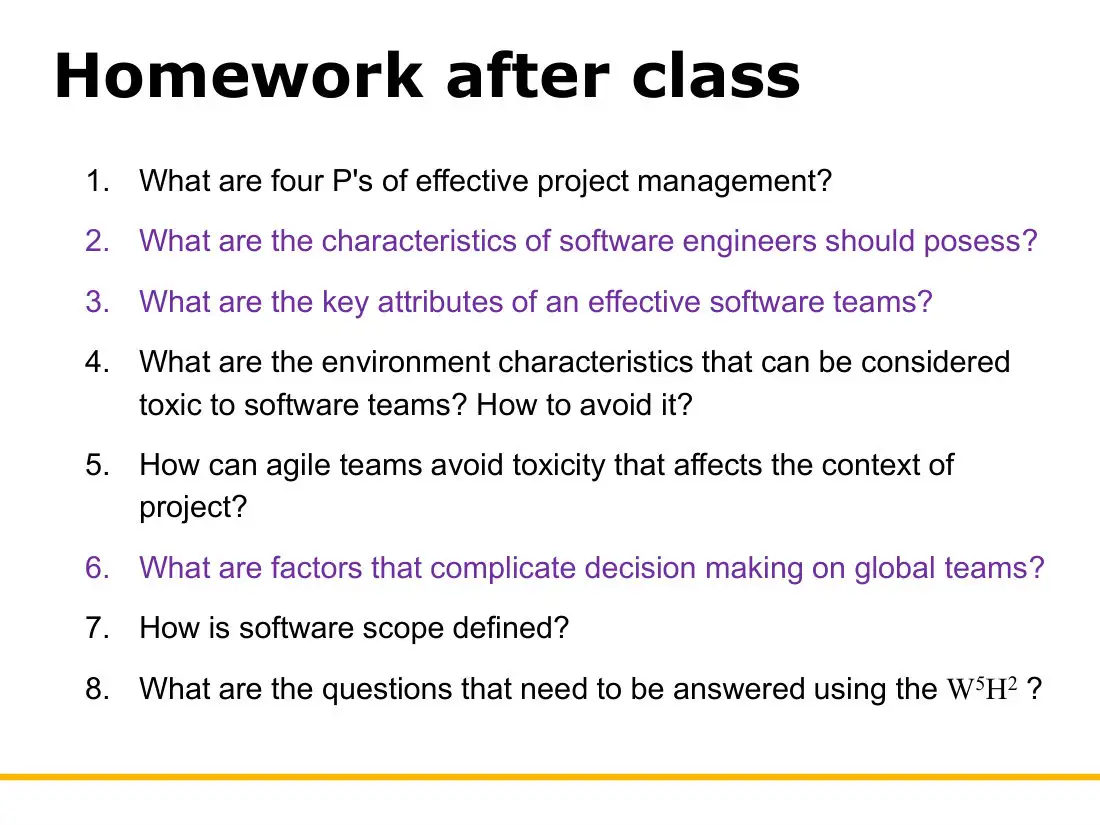 Homework after class
1. What are four P's of effective project management?
2. What are the characteristics of software engineers should posess?
3. What are the key attributes of an effective software teams?
4. What are the environment characteristics that can be considered
toxic to software teams? How to avoid it?
5. How can agile teams avoid toxicity that affects the context of
project?
6. What are factors that complicate decision making on global teams?
7. How is software scope defined?
8. What are the questions that need to be answered using the W⁵H² ?